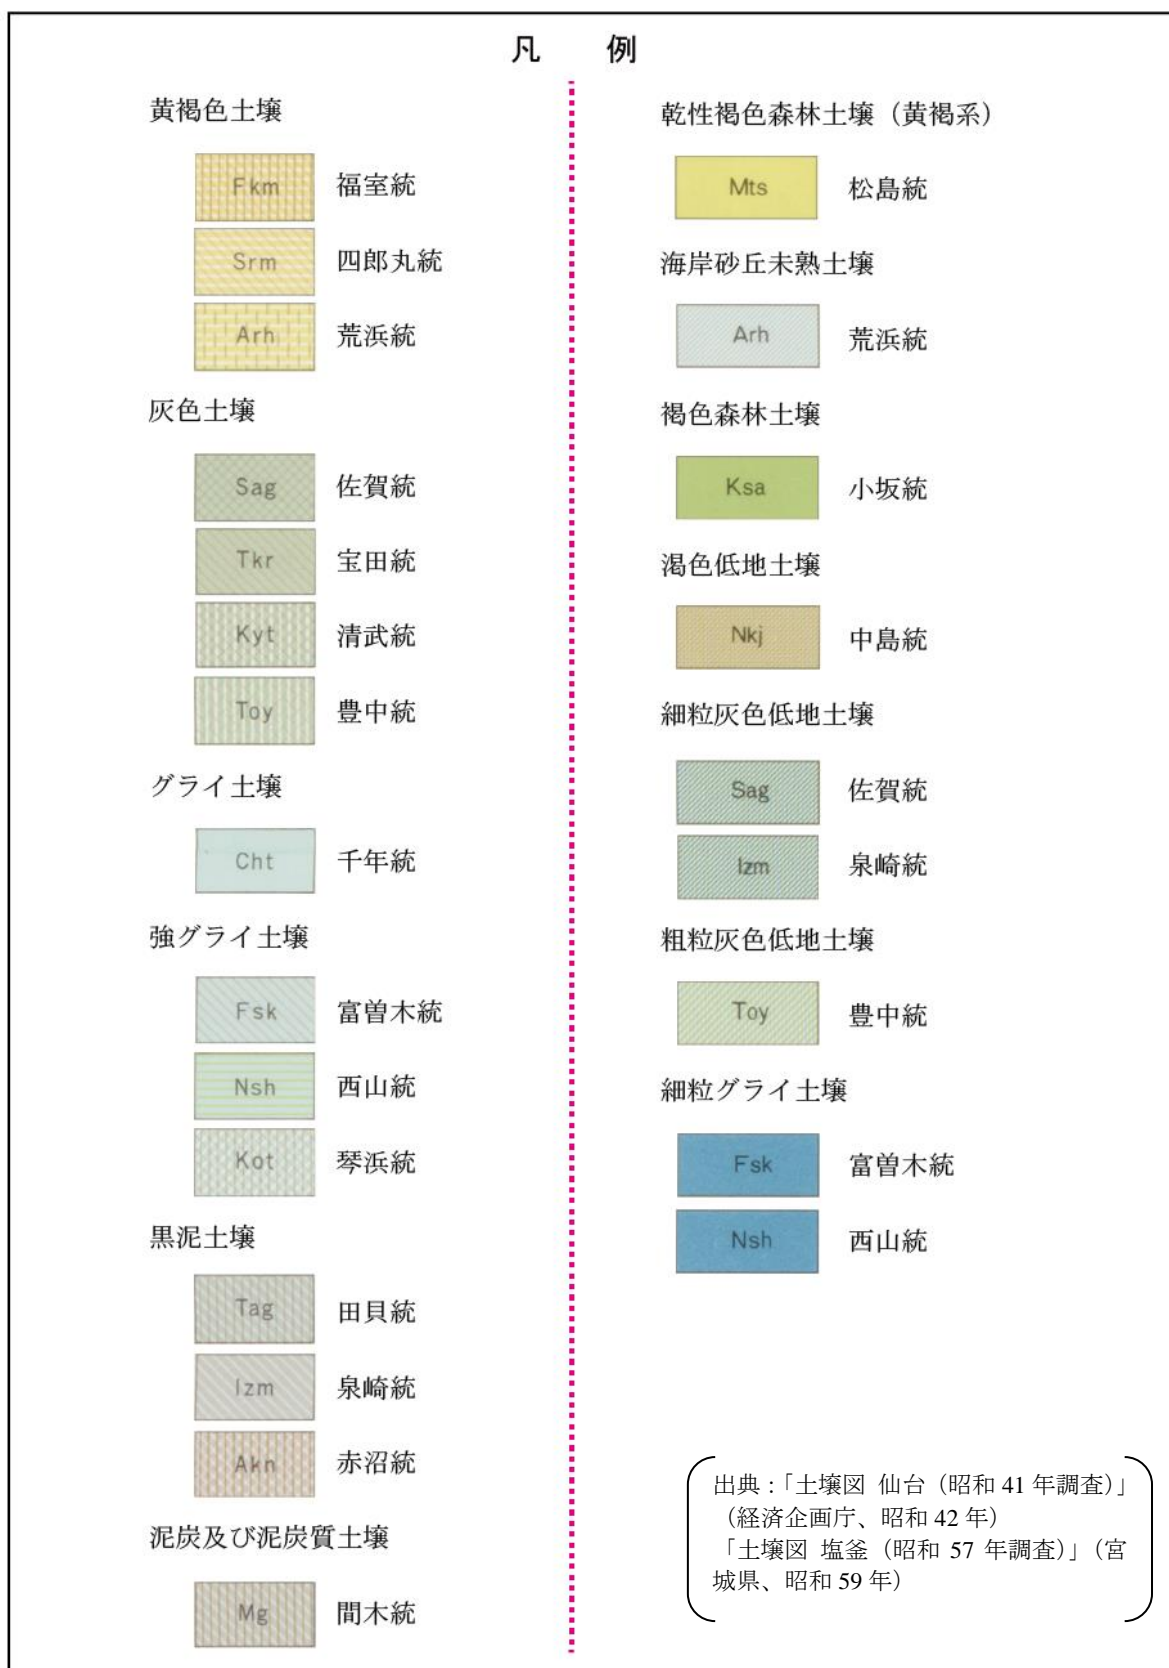 凡 例
黄褐色土壌
Fkm 福室統
Srm 四郎丸統
Arh 荒浜統
灰色土壌
Sag 佐賀統
Tkr 宝田統
Kyt 清武統
Toy 豊中統
グライ土壌
Cht 千年統
強グライ土壌
Fsk 富曽木統
Nsh 西山統
Kot 琴浜統
黒泥土壌
Tag 田貝統
Izm 泉崎統
Akn 赤沼統
泥炭及び泥炭質土壌
Mg 間木統
乾性褐色森林土壌（黄褐系）
Mts 松島統
海岸砂丘未熟土壌
Arh 荒浜統
褐色森林土壌
Ksa 小坂統
渇色低地土壌
Nkj 中島統
細粒灰色低地土壌
Sag 佐賀統
Izm 泉崎統
粗粒灰色低地土壌
Toy 豊中統
細粒グライ土壌
Fsk 富曽木統
Nsh 西山統
出典：「土壌図 仙台（昭和 41 年調査）」
（経済企画庁、昭和 42 年）
「土壌図 塩釜（昭和 57 年調査）」（宮
城県、昭和 59 年）